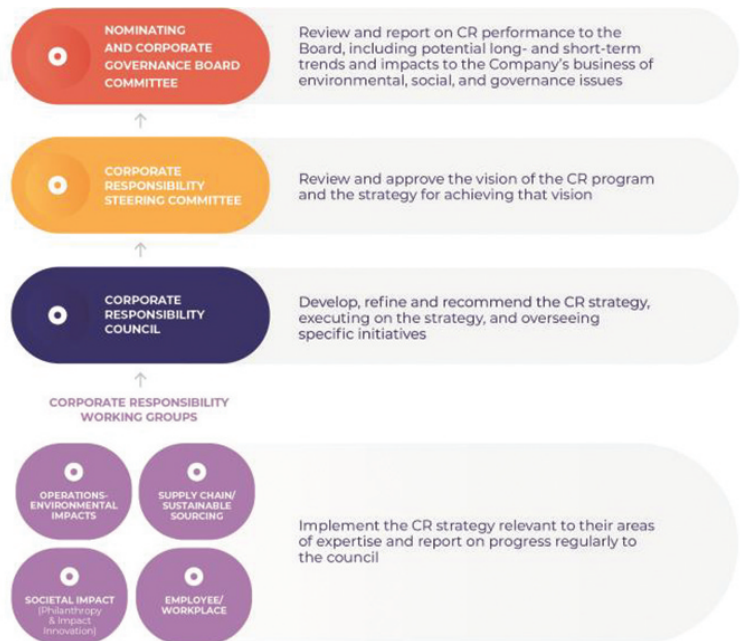 NOMINATING
AND CORPORATE
GOVERNANCE BOARD
COMMITTEE
Review and report on CR performance to the
Board, including potential long- and short-term
trends and impacts to the Company's business of
environmental, social, and governance issues
CORPORATE
RESPONSIBILITY
STEERING COMMITTEE
Review and approve the vision of the CR program
and the strategy for achieving that vision
CORPORATE
RESPONSIBILITY
COUNCIL
Develop, refine and recommend the CR strategy,
executing on the strategy, and overseeing
specific initiatives
CORPORATE RESPONSIBILITY
WORKING GROUPS
OPERATIONS-
ENVIRONMENTAL
IMPACTS
SUPPLY CHAIN/
SUSTAINABLE
SOURCING
SOCIETAL IMPACT
(Philanthropy
& Impact
Innovation)
EMPLOYEE/
WORKPLACE
Implement the CR strategy relevant to their areas
of expertise and report on progress regularly to
the council